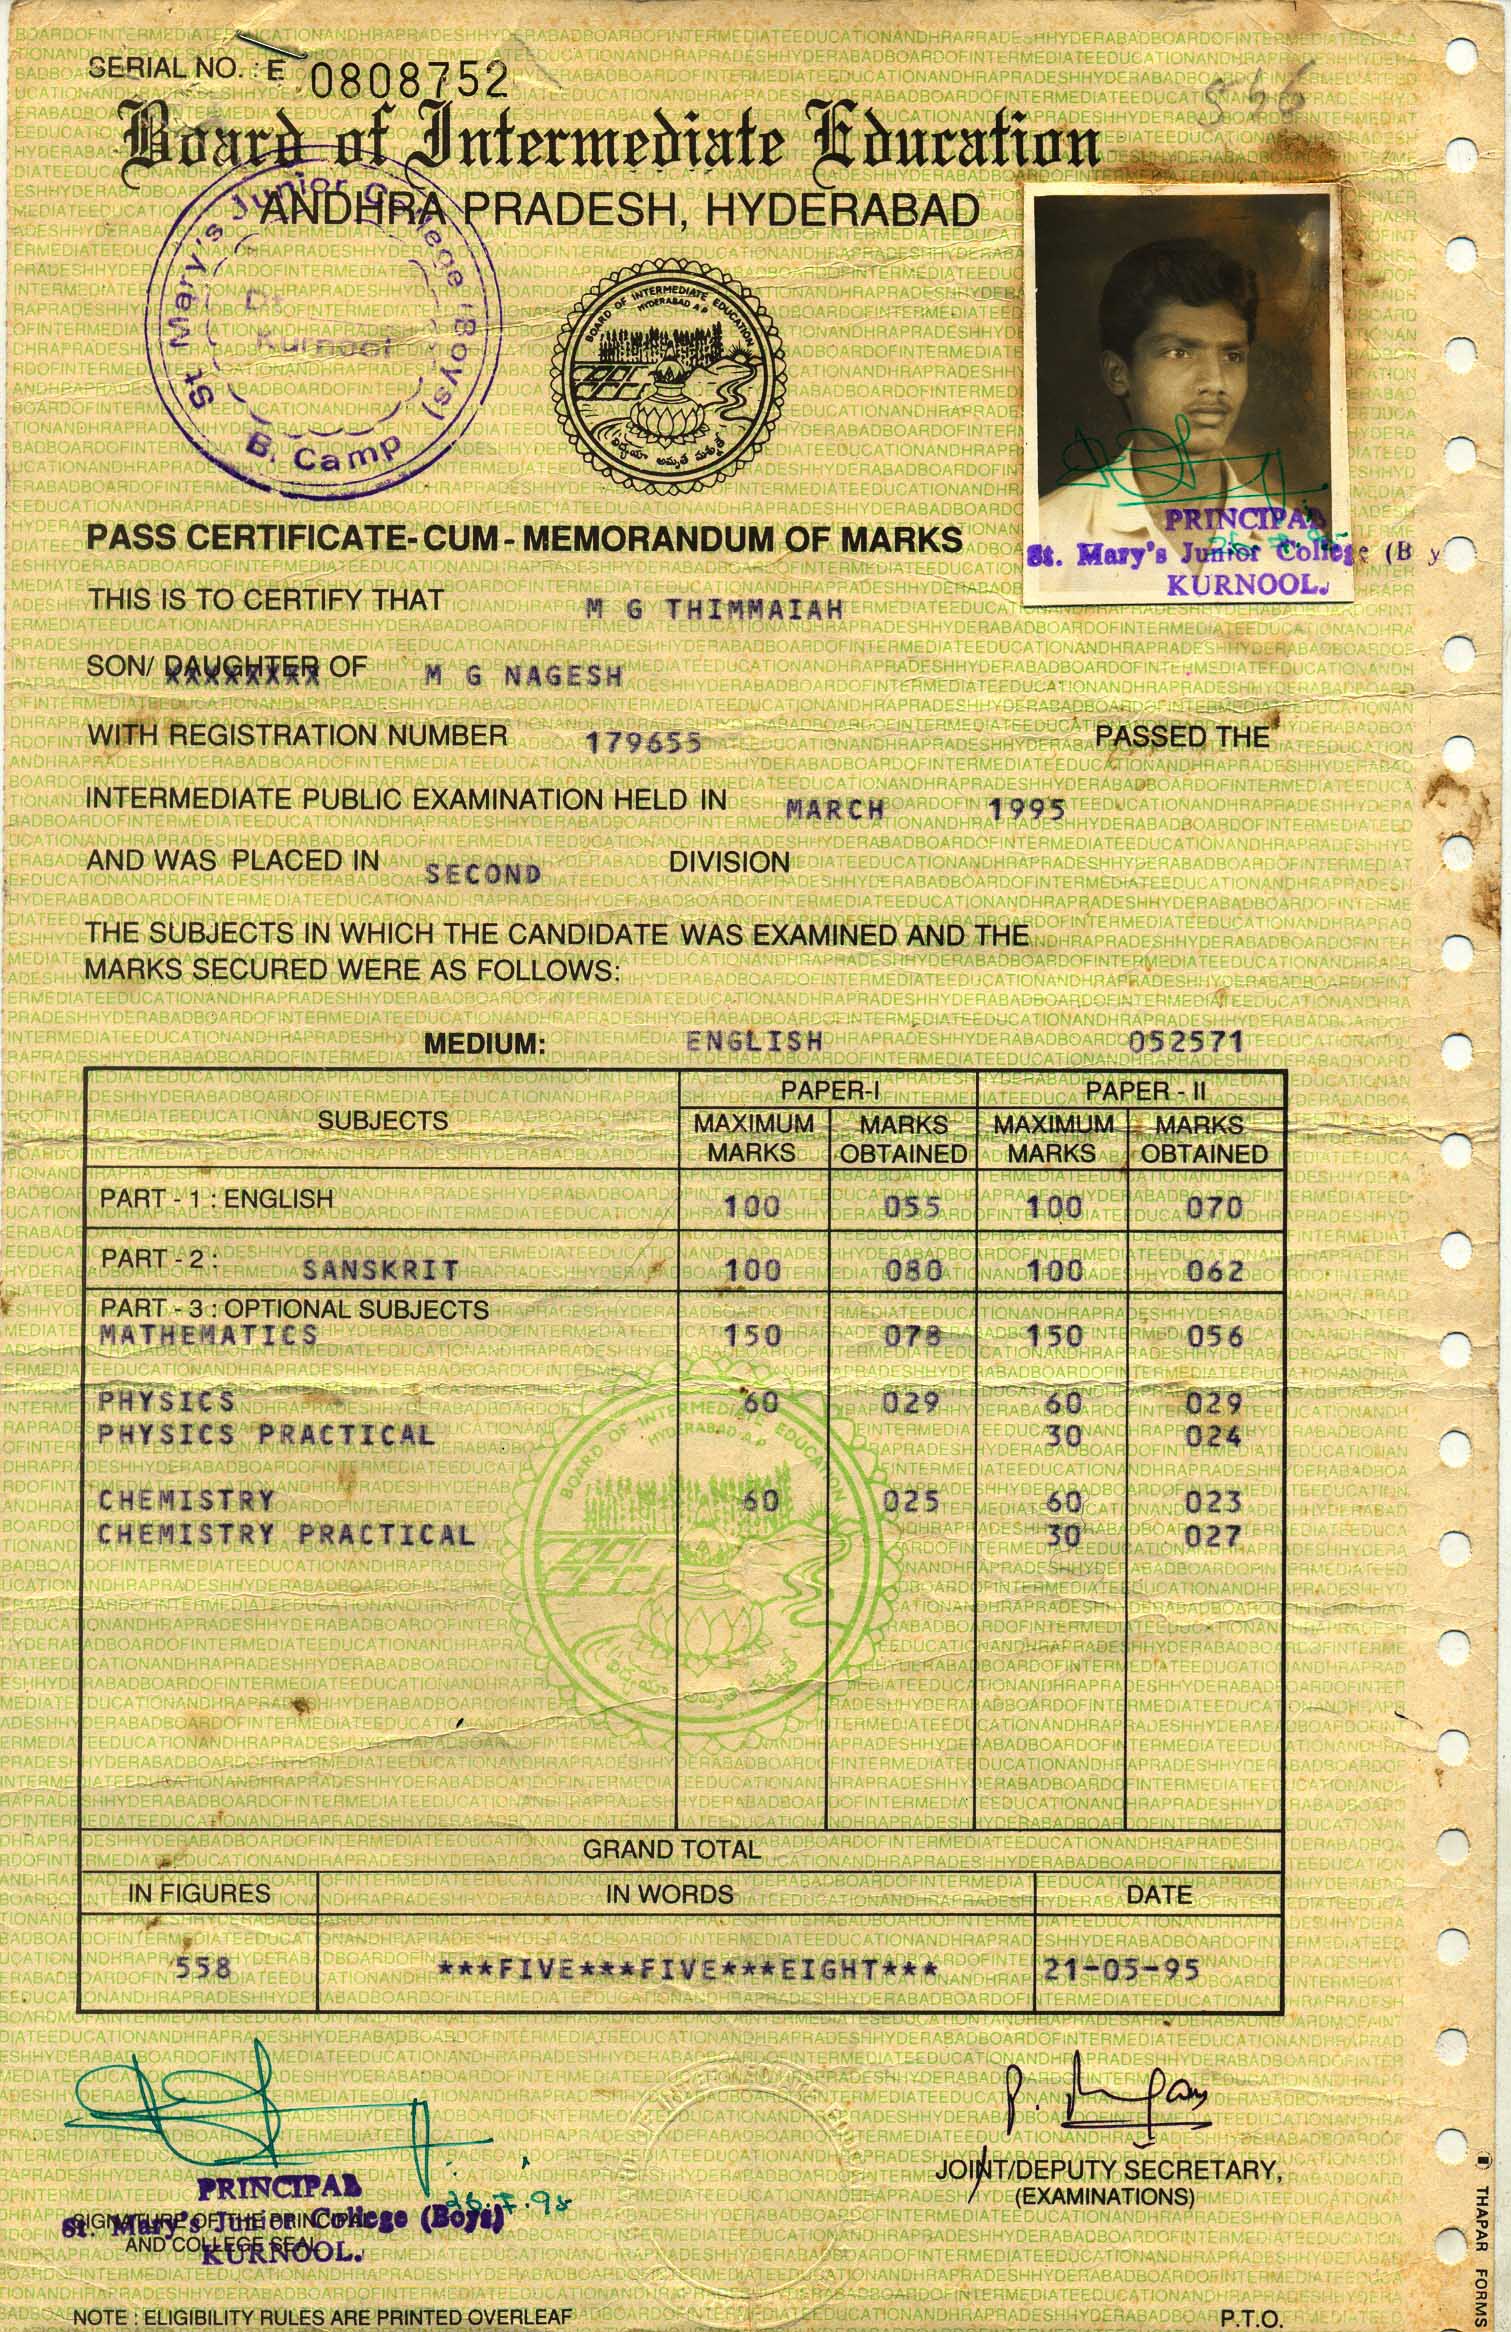 SERIAL NO. : E 0808752
Board of Intermediate Education
ANDHRA PRADESH, HYDERABAD
St Mary's Junior College (Boys)
Kurnool
B. Camp
BOARD OF INTERMEDIATE EDUCATION
HYDERABAD A.P
PRINCIPAL
St. Mary's Junior College (B y
KURNOOL.
PASS CERTIFICATE-CUM-MEMORANDUM OF MARKS
THIS IS TO CERTIFY THAT M G THIMMAIAH
SON/ DAUGHTER OF M G NAGESH
WITH REGISTRATION NUMBER 179655 PASSED THE
INTERMEDIATE PUBLIC EXAMINATION HELD IN MARCH 1995
AND WAS PLACED IN SECOND DIVISION
THE SUBJECTS IN WHICH THE CANDIDATE WAS EXAMINED AND THE
MARKS SECURED WERE AS FOLLOWS:
MEDIUM: ENGLISH 052571
SUBJECTS PAPER-I PAPER - II
MAXIMUM MARKS MARKS OBTAINED MAXIMUM MARKS MARKS OBTAINED
PART - 1 : ENGLISH 100 055 100 070
PART - 2 : SANSKRIT 100 080 100 062
PART - 3 : OPTIONAL SUBJECTS
MATHEMATICS 150 078 150 056
PHYSICS 60 029 60 029
PHYSICS PRACTICAL 30 024
CHEMISTRY 60 025 60 023
CHEMISTRY PRACTICAL 30 027
BOARD OF INTERMEDIATE EDUCATION
HYDERABAD A.P
GRAND TOTAL
IN FIGURES IN WORDS DATE
558 ***FIVE***FIVE***EIGHT*** 21-05-95
PRINCIPAL
26.7.95
St. Mary's Junior College (Boys)
KURNOOL.
SIGNATURE OF THE PRINCIPAL
AND COLLEGE SEAL
JOINT/DEPUTY SECRETARY,
(EXAMINATIONS)
NOTE : ELIGIBILITY RULES ARE PRINTED OVERLEAF
P.T.O.
THAPAR FORMS